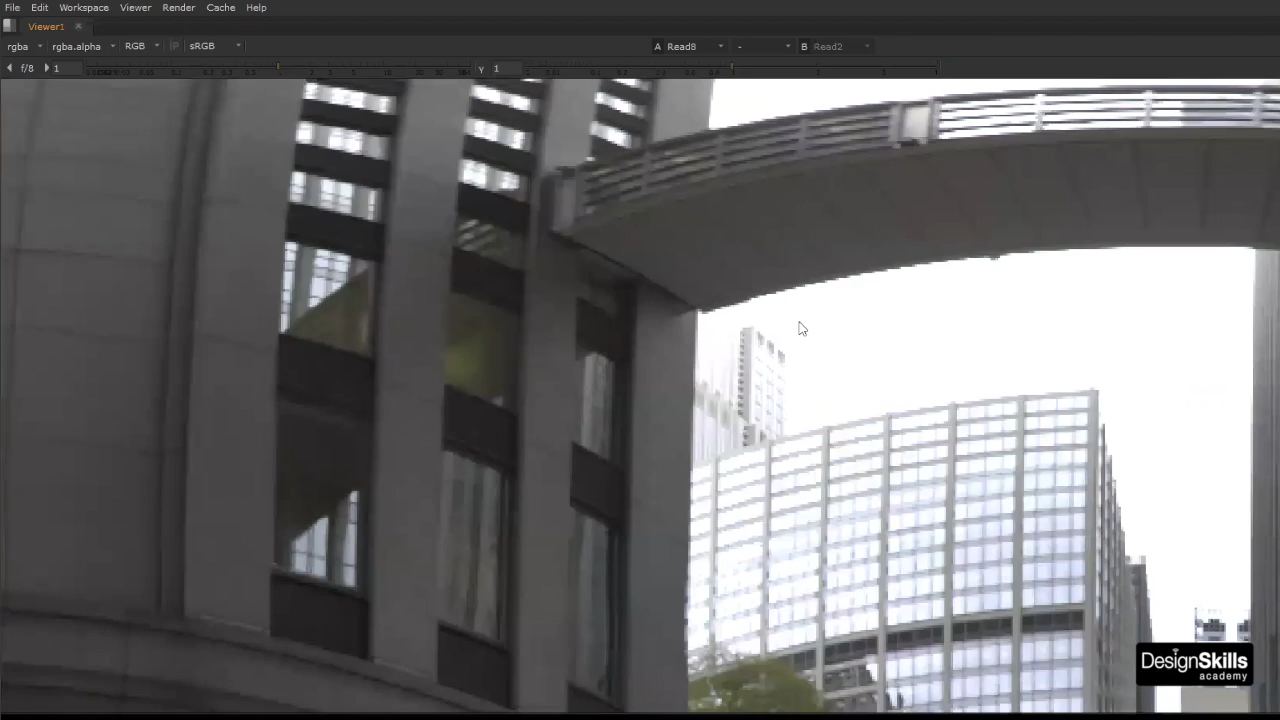 File Edit Workspace Viewer Render Cache Help
Viewer1
rgba rgba.alpha RGB IP sRGB A Read8 - B Read2
f/8 1 y 1
DesignSkills
academy